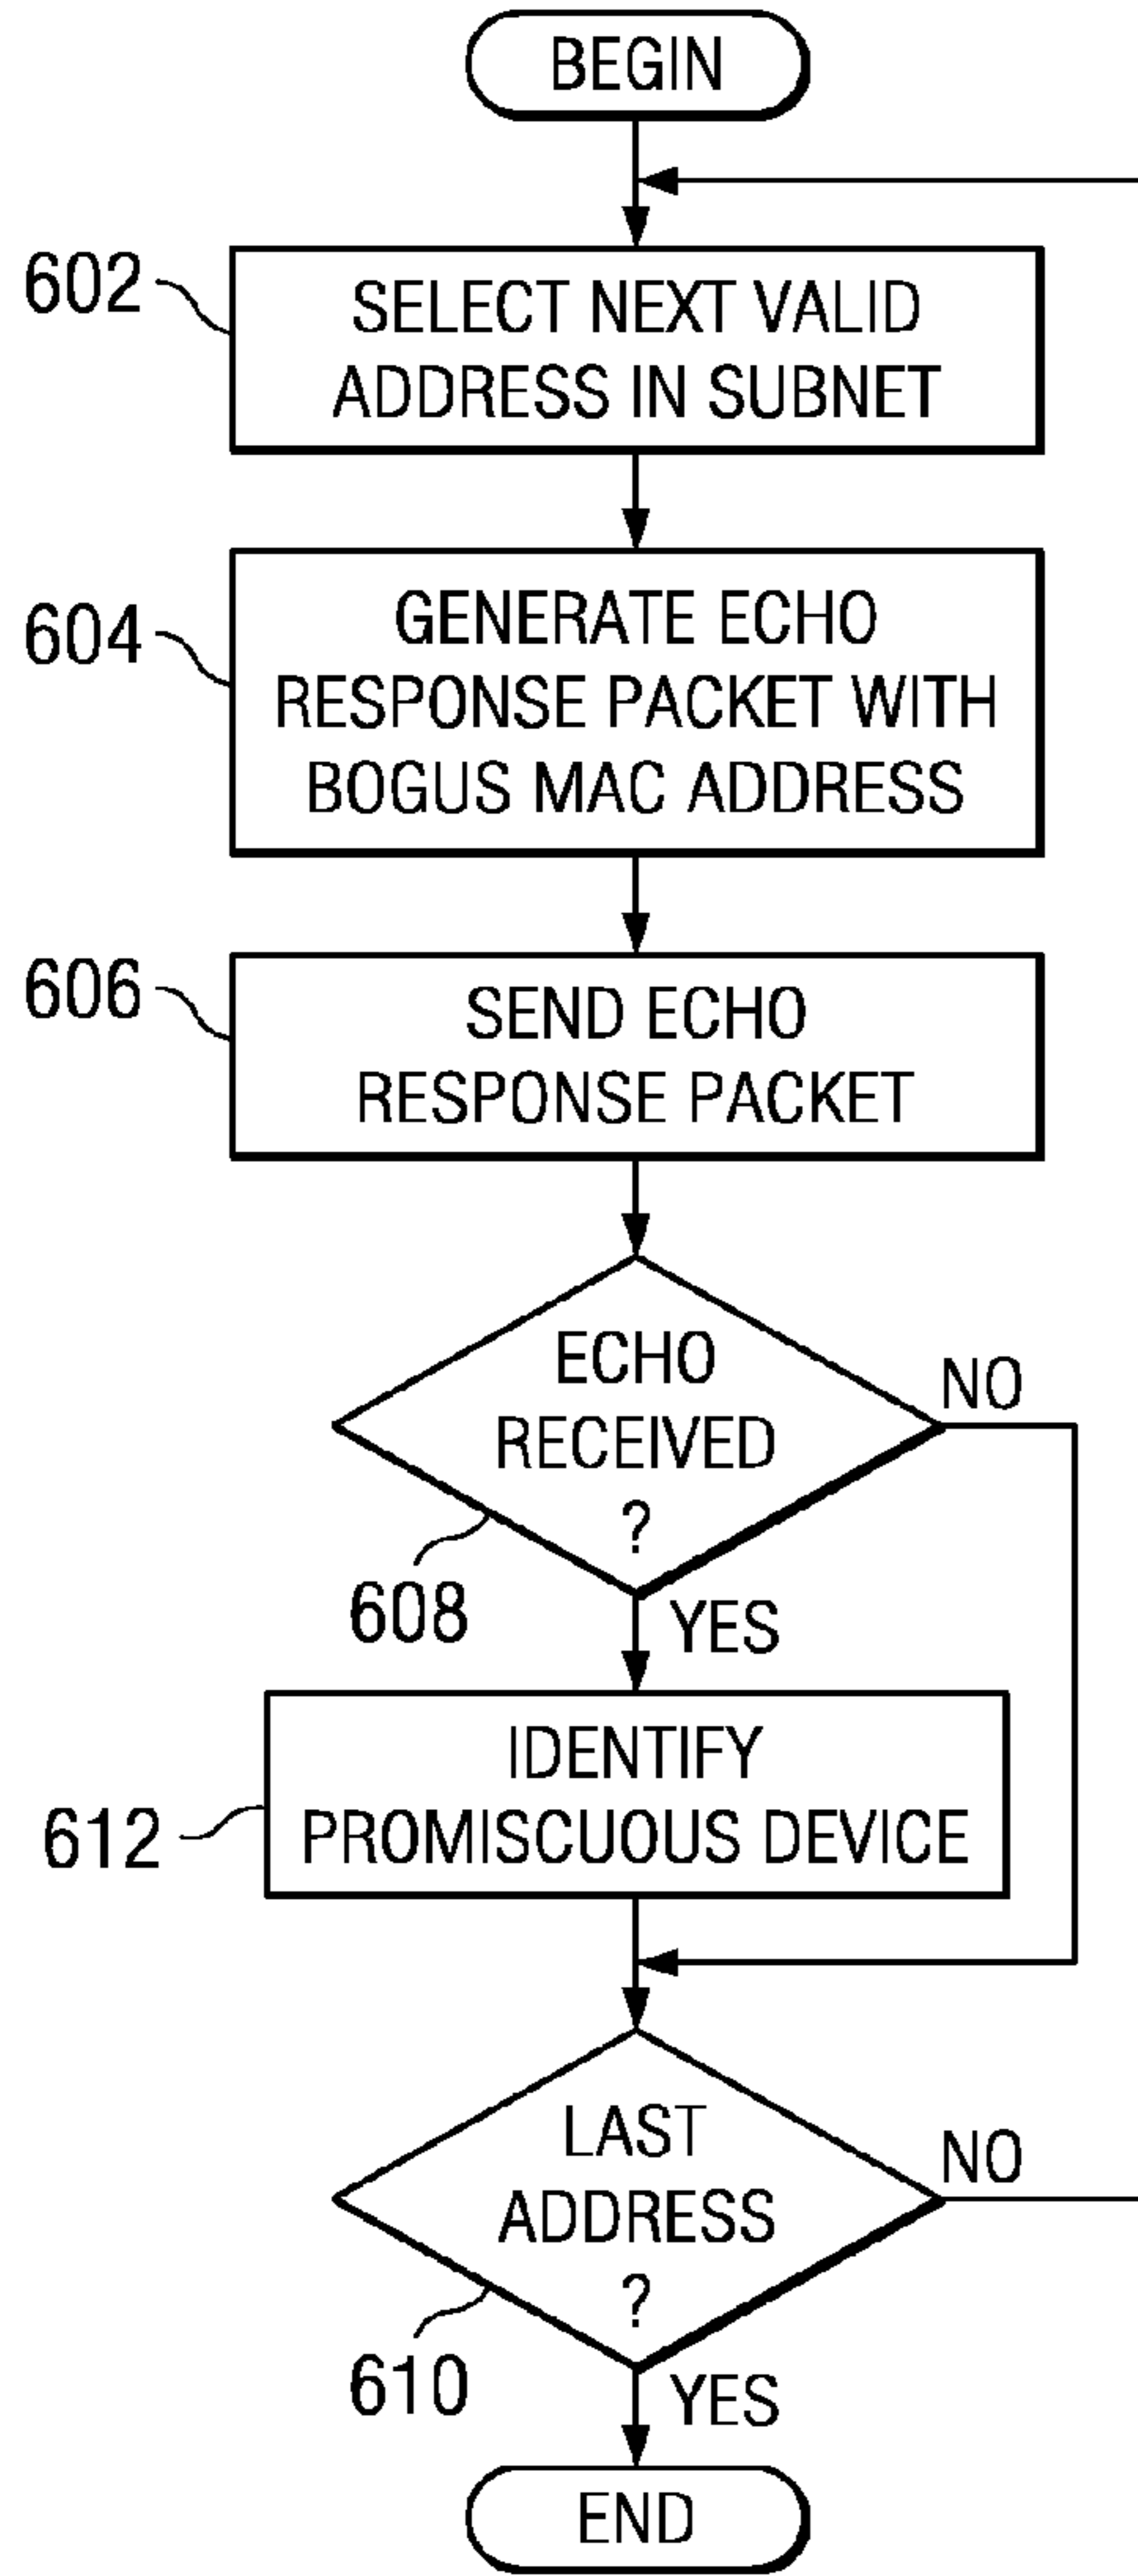 BEGIN
602
SELECT NEXT VALID
ADDRESS IN SUBNET
604
GENERATE ECHO
RESPONSE PACKET WITH
BOGUS MAC ADDRESS
606
SEND ECHO
RESPONSE PACKET
ECHO
RECEIVED
?
NO
608
YES
612
IDENTIFY
PROMISCUOUS DEVICE
LAST
ADDRESS
?
NO
610
YES
END